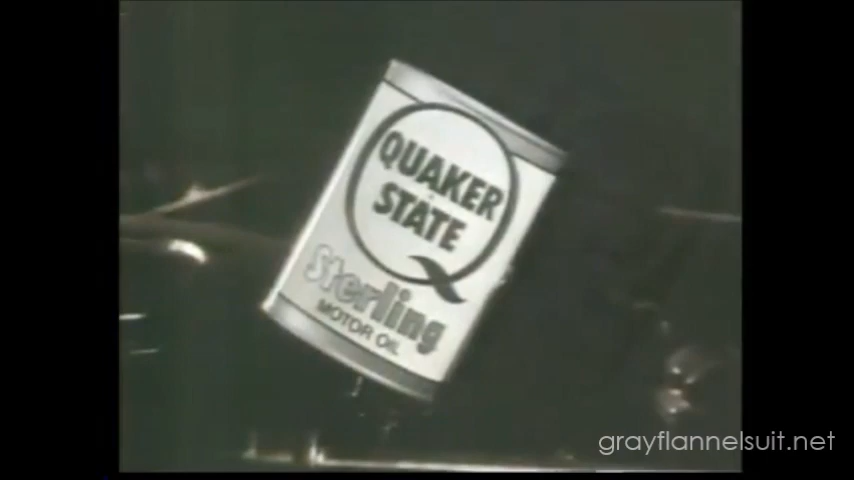 QUAKER
STATE
Sterling
MOTOR OIL
grayflannelsuit.net